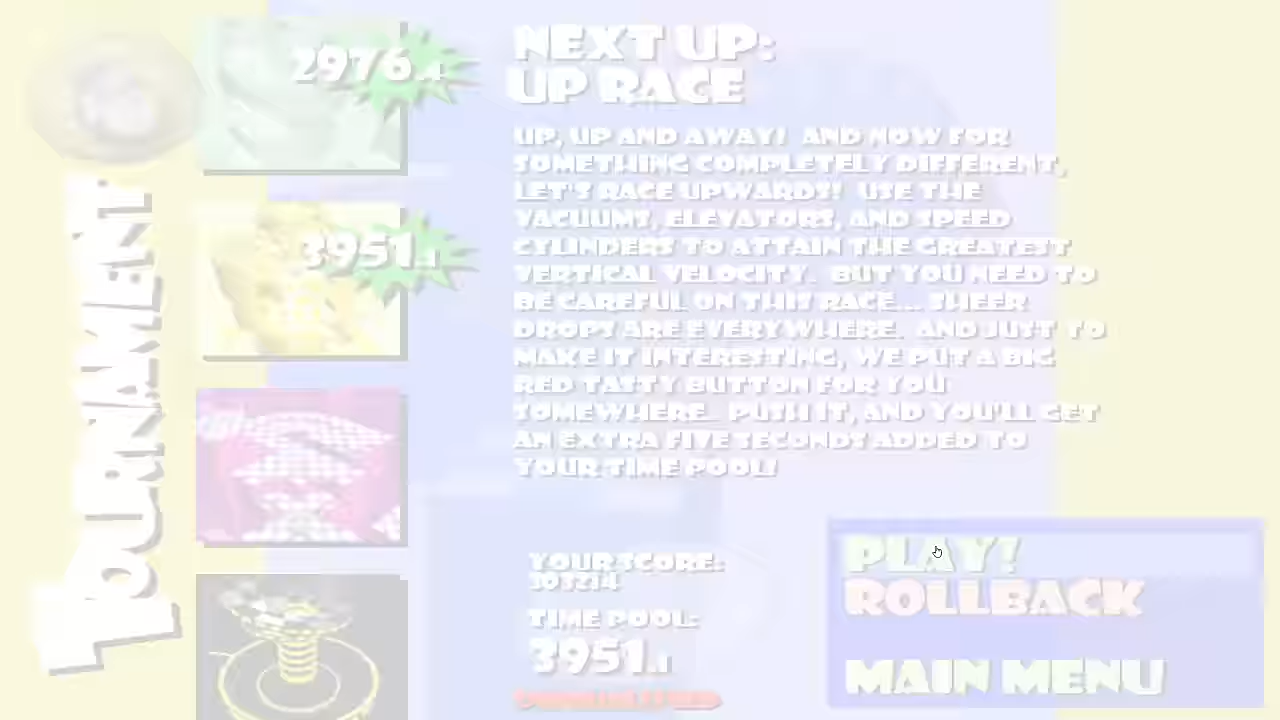 TOURNAMENT
2976.4
3951.1
NEXT UP:
UP RACE
UP, UP AND AWAY! AND NOW FOR
SOMETHING COMPLETELY DIFFERENT,
LET'S RACE UPWARDS! USE THE
VACUUMS, ELEVATORS, AND SPEED
CYLINDERS TO ATTAIN THE GREATEST
VERTICAL VELOCITY. BUT YOU NEED TO
BE CAREFUL ON THIS RACE... SHEER
DROPS ARE EVERYWHERE. AND JUST TO
MAKE IT INTERESTING, WE PUT A BIG
RED TASTY BUTTON FOR YOU
SOMEWHERE. PUSH IT, AND YOU'LL GET
AN EXTRA FIVE SECONDS ADDED TO
YOUR TIME POOL!
YOUR SCORE:
303214
TIME POOL:
3951.1
PLAY!
ROLLBACK
MAIN MENU